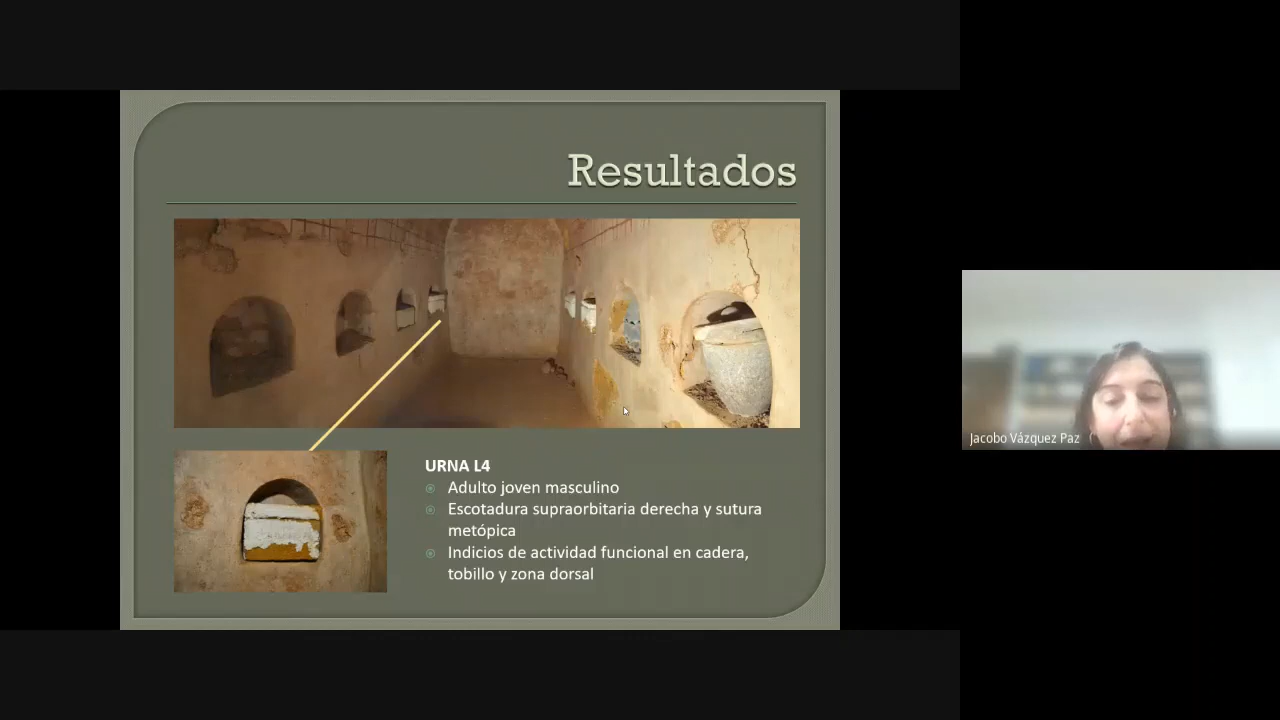 Resultados
URNA L4
Adulto joven masculino
Escotadura supraorbitaria derecha y sutura
metópica
Indicios de actividad funcional en cadera,
tobillo y zona dorsal
Jacobo Vázquez Paz